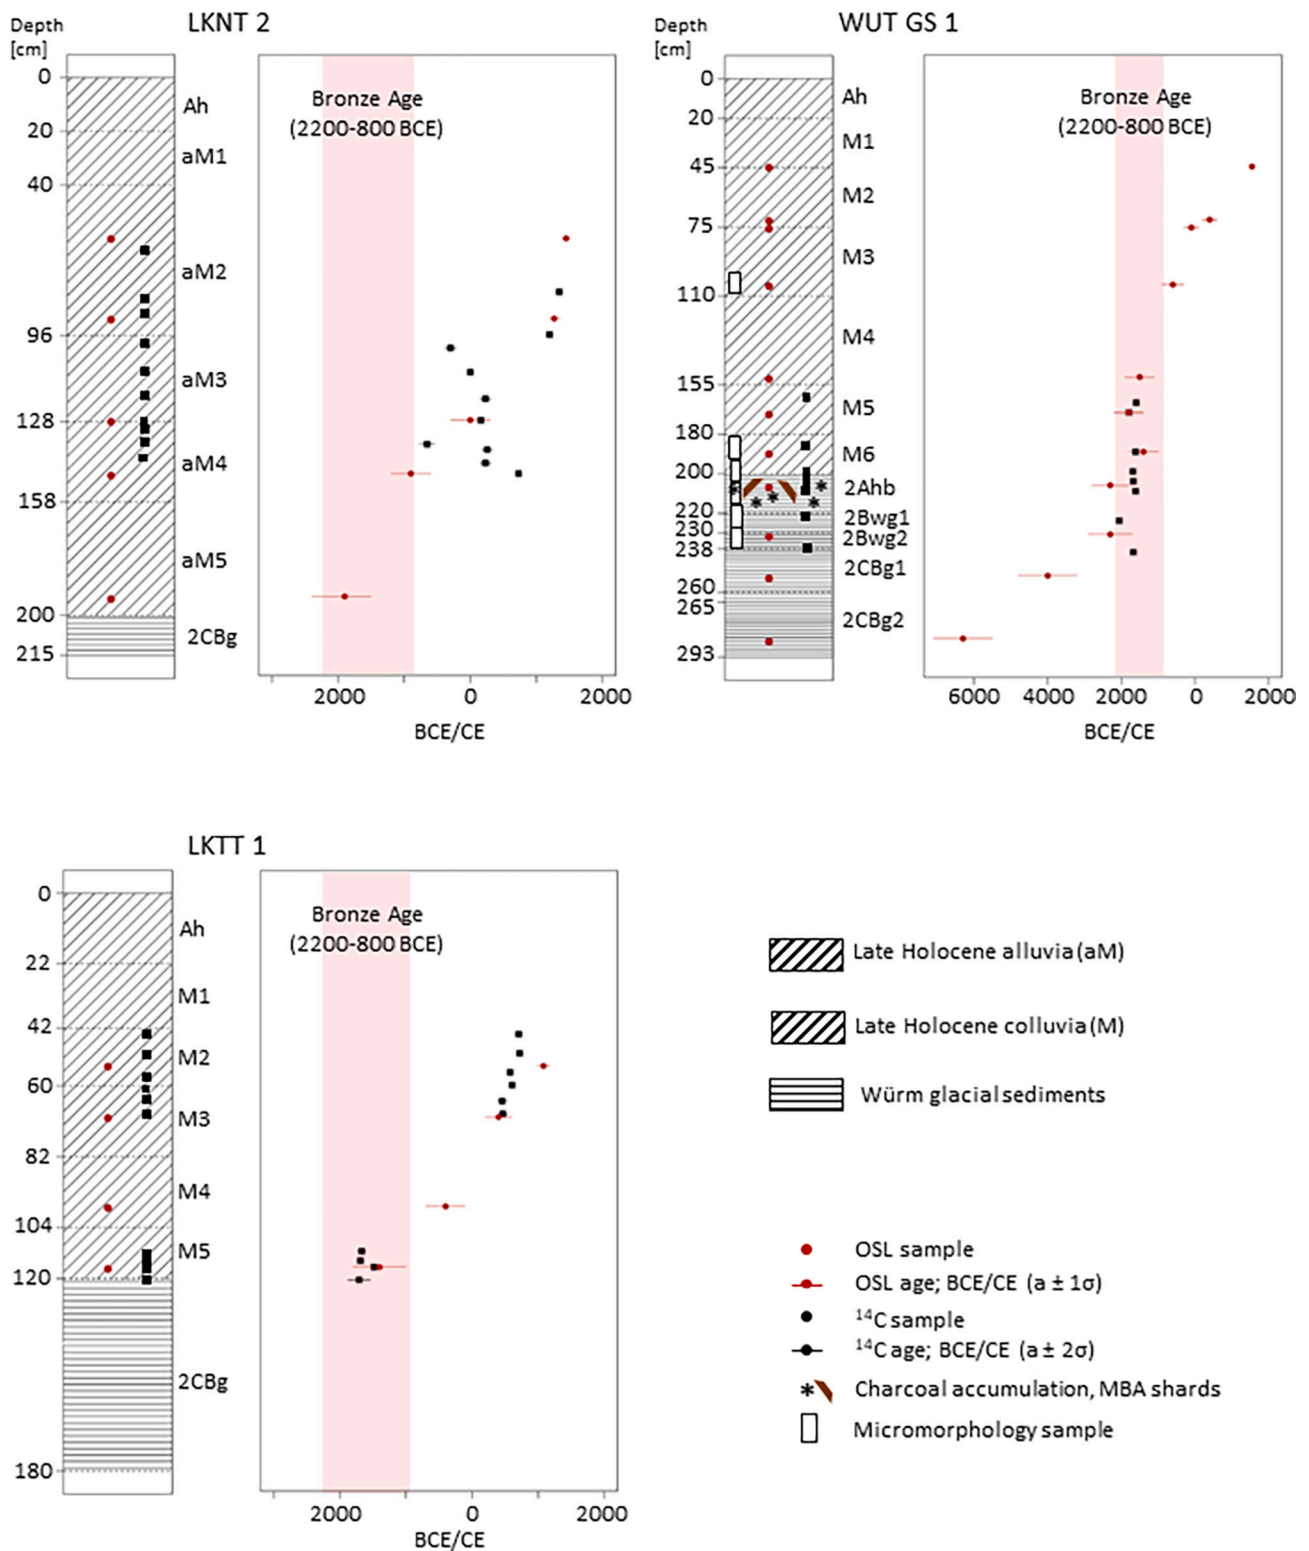 LKNT 2
Depth
[cm]
0
20
40
96
128
158
200
215
Ah
aM1
aM2
aM3
aM4
aM5
2CBg
Bronze Age
(2200-800 BCE)
2000
0
2000
BCE/CE
WUT GS 1
Depth
[cm]
0
20
45
75
110
155
180
200
220
230
238
260
265
293
Ah
M1
M2
M3
M4
M5
M6
2Ahb
2Bwg1
2Bwg2
2CBg1
2CBg2
Bronze Age
(2200-800 BCE)
6000
4000
2000
0
2000
BCE/CE
LKTT 1
0
22
42
60
82
104
120
180
Ah
M1
M2
M3
M4
M5
2CBg
Bronze Age
(2200-800 BCE)
2000
0
2000
BCE/CE
Late Holocene alluvia (aM)
Late Holocene colluvia (M)
Würm glacial sediments
OSL sample
OSL age; BCE/CE (a ± 1σ)
¹⁴C sample
¹⁴C age; BCE/CE (a ± 2σ)
Charcoal accumulation, MBA shards
Micromorphology sample